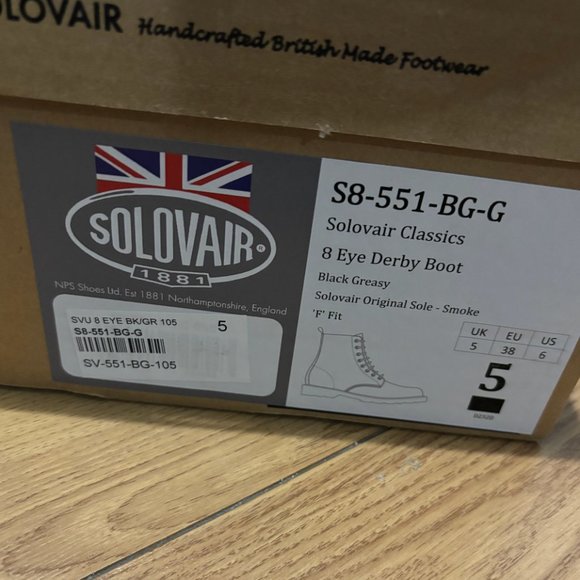 OLOVAIR Handcrafted British Made Footwear
SOLOVAIR®
1881
NPS Shoes Ltd. Est 1881 Northamptonshire, England
SVU 8 EYE BK/GR 105
5
S8-551-BG-G
SV-551-BG-105
S8-551-BG-G
Solovair Classics
8 Eye Derby Boot
Black Greasy
Solovair Original Sole - Smoke
'F' Fit
UK EU US
5 38 6
5